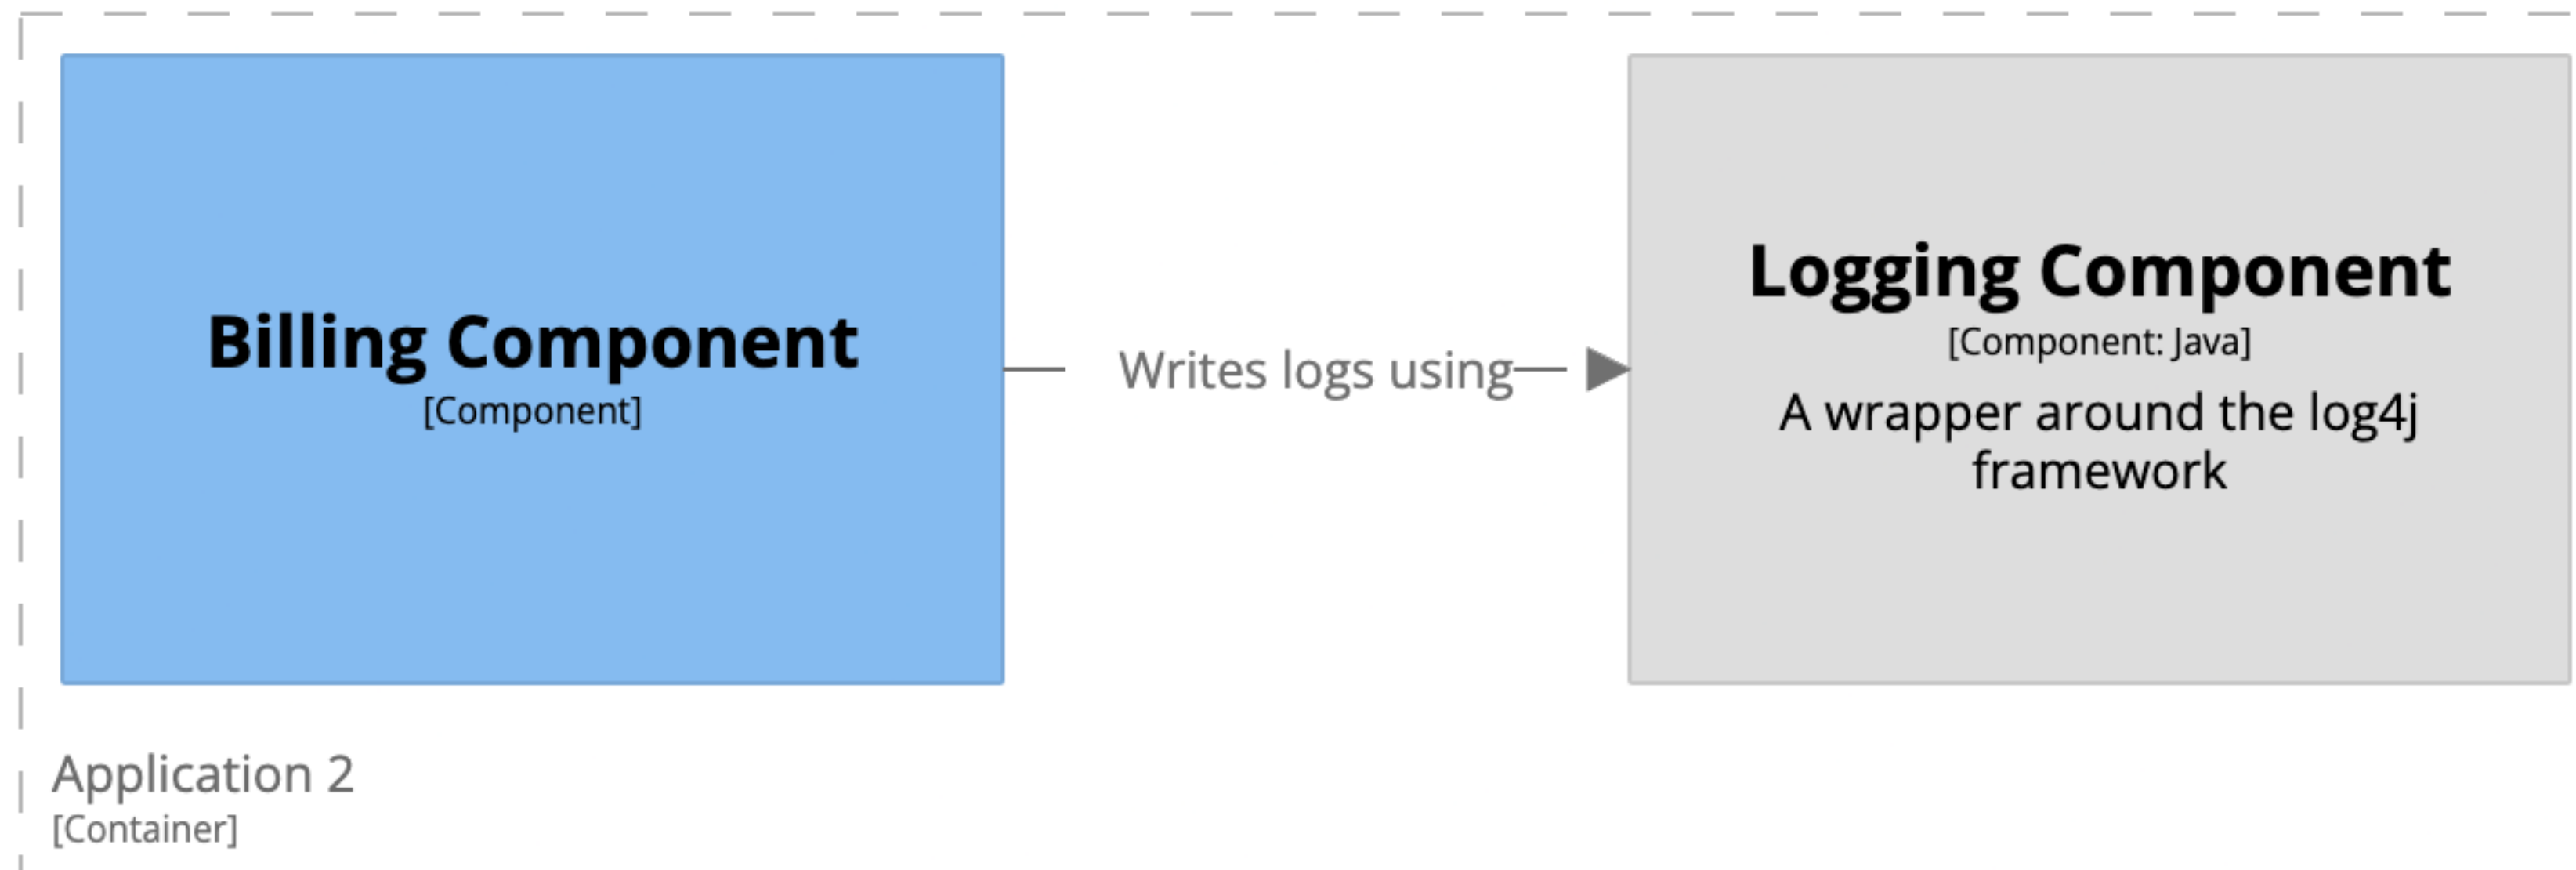 Billing Component
[Component]
Writes logs using
Logging Component
[Component: Java]
A wrapper around the log4j
framework
Application 2
[Container]